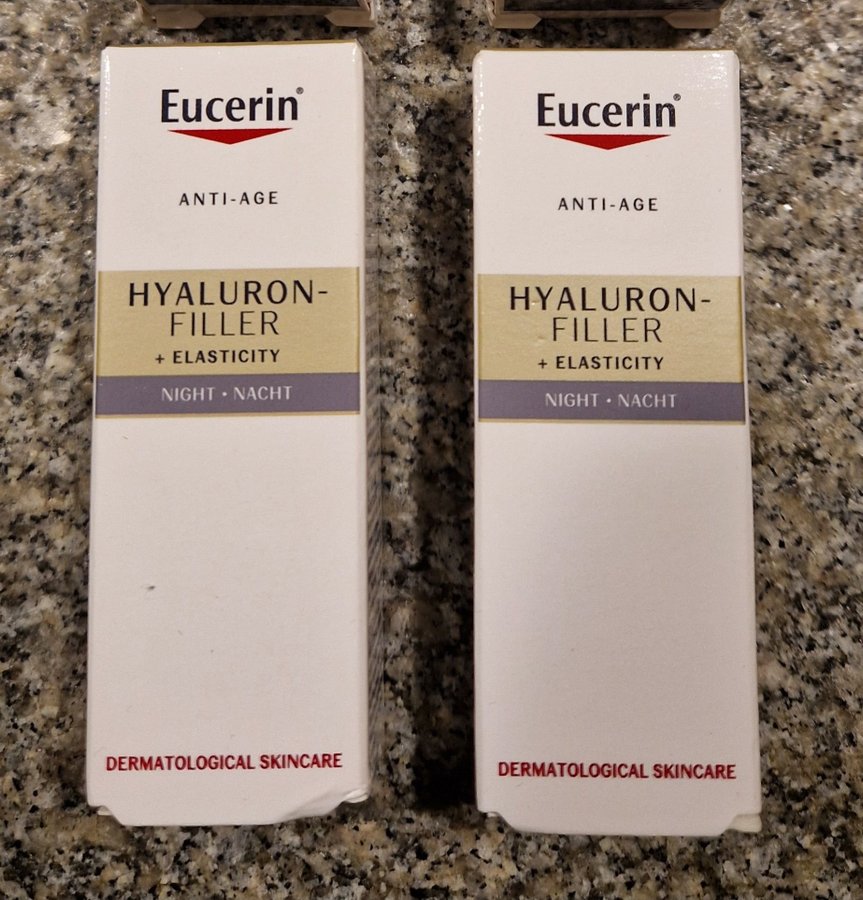 Eucerin®
ANTI-AGE
HYALURON-
FILLER
+ ELASTICITY
NIGHT • NACHT
DERMATOLOGICAL SKINCARE
Eucerin®
ANTI-AGE
HYALURON-
FILLER
+ ELASTICITY
NIGHT • NACHT
DERMATOLOGICAL SKINCARE